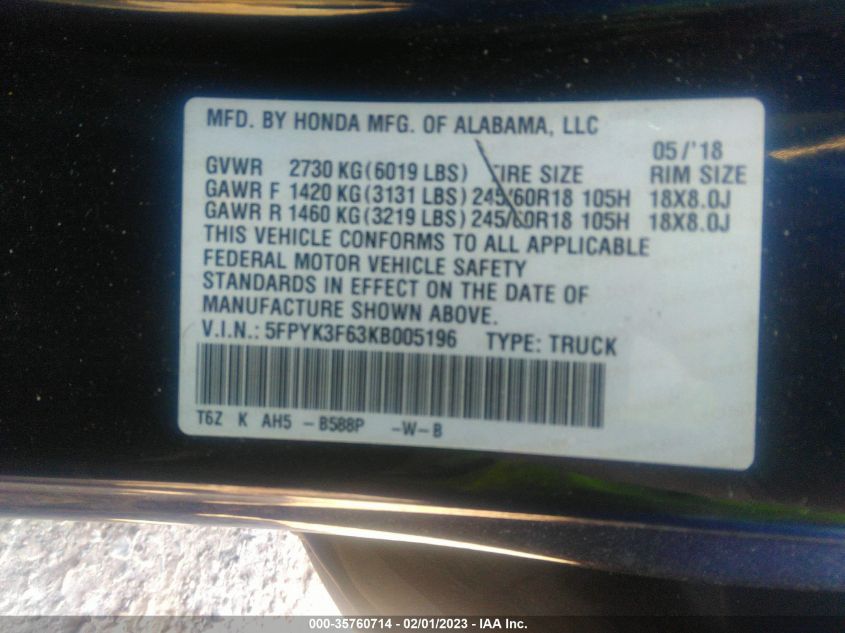 MFD. BY HONDA MFG. OF ALABAMA, LLC
05/'18
GVWR 2730 KG(6019 LBS) TIRE SIZE RIM SIZE
GAWR F 1420 KG(3131 LBS) 245/60R18 105H 18X8.0J
GAWR R 1460 KG(3219 LBS) 245/60R18 105H 18X8.0J
THIS VEHICLE CONFORMS TO ALL APPLICABLE
FEDERAL MOTOR VEHICLE SAFETY
STANDARDS IN EFFECT ON THE DATE OF
MANUFACTURE SHOWN ABOVE.
V.I.N.: 5FPYK3F63KB005196 TYPE: TRUCK
T6Z K AH5 -B588P -W-B
000-35760714 - 02/01/2023 - IAA Inc.